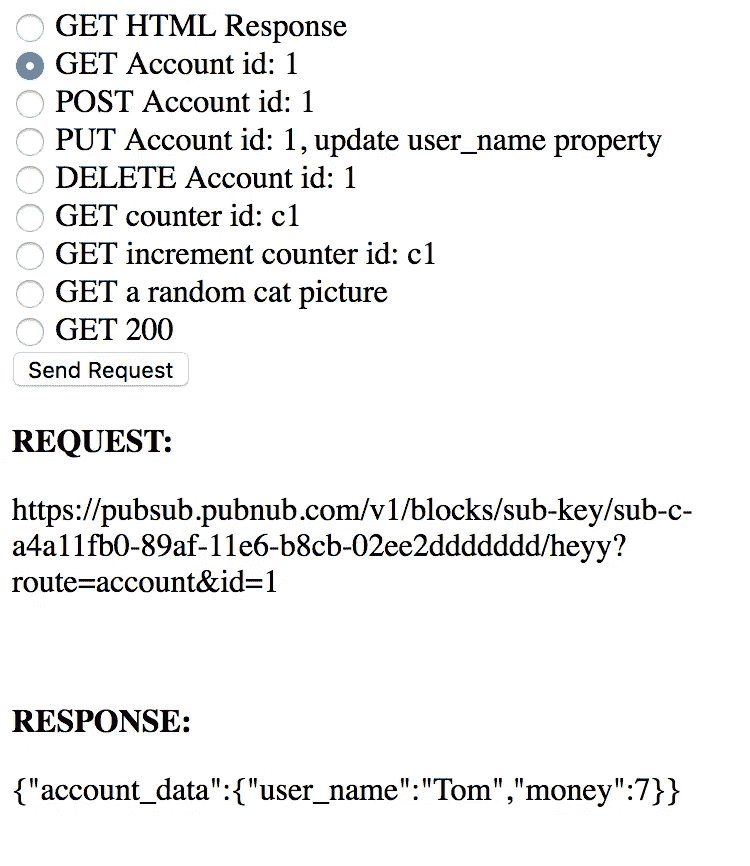 GET HTML Response
GET Account id: 1
POST Account id: 1
PUT Account id: 1, update user_name property
DELETE Account id: 1
GET counter id: c1
GET increment counter id: c1
GET a random cat picture
GET 200
Send Request
REQUEST:
https://pubsub.pubnub.com/v1/blocks/sub-key/sub-c-
a4a11fb0-89af-11e6-b8cb-02ee2ddddddd/heyy?
route=account&id=1
RESPONSE:
{"account_data":{"user_name":"Tom","money":7}}